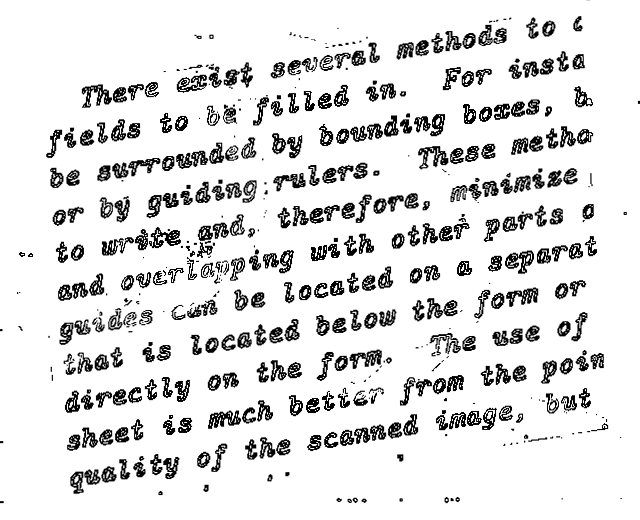 There exist several methods to
fields to be filled in. For insta
be surrounded by bounding boxes, b
or by guiding rulers. These metho
to write and, therefore, minimize
and overlapping with other parts o
guides can be located on a separat
that is located below the form or
directly on the form. The use of
sheet is much better from the poin
quality of the scanned image, but